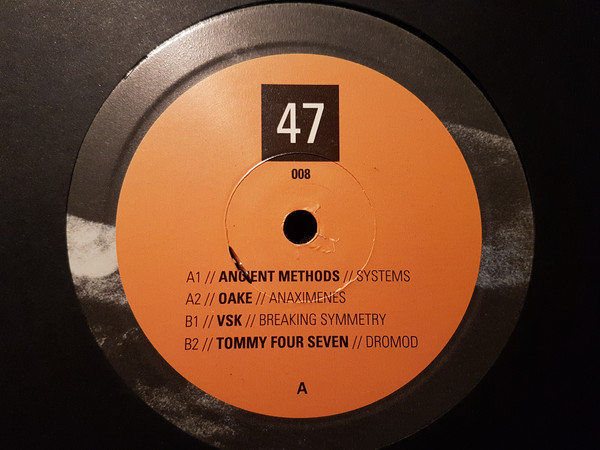 47
008
A1 // ANCIENT METHODS // SYSTEMS
A2 // OAKE // ANAXIMENES
B1 // VSK // BREAKING SYMMETRY
B2 // TOMMY FOUR SEVEN // DROMOD
A